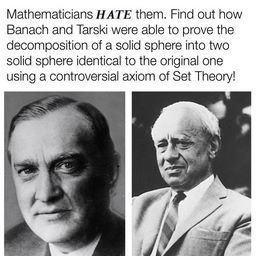 Mathematicians HATE them. Find out how
Banach and Tarski were able to prove the
decomposition of a solid sphere into two
solid sphere identical to the original one
using a controversial axiom of Set Theory!